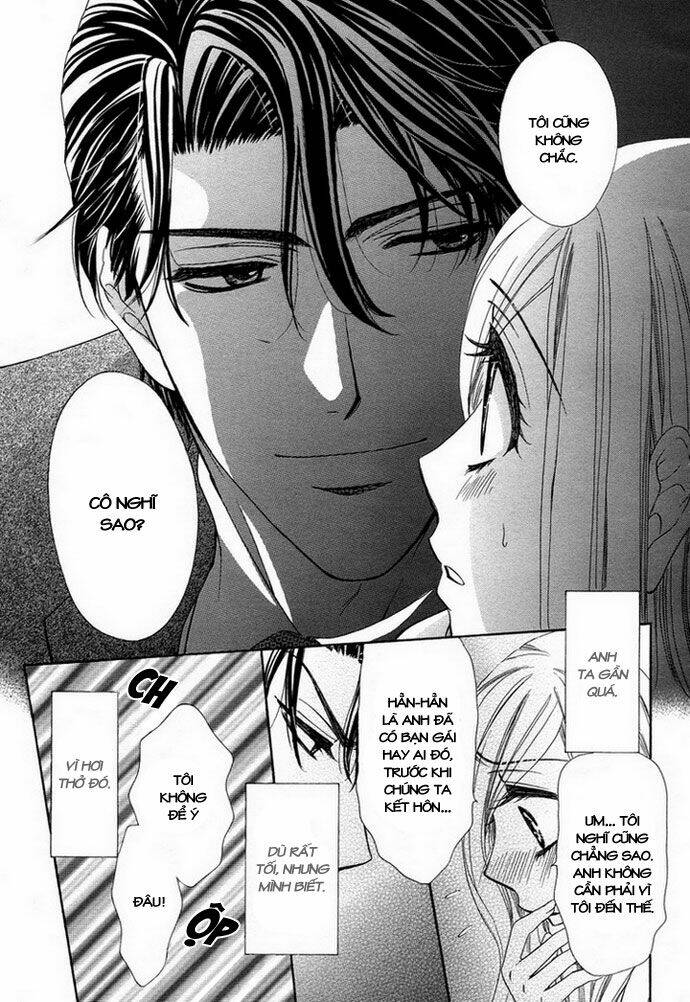 TÔI CŨNG
KHÔNG
CHẮC.
CÔ NGHĨ
SAO?
ANH
TA GẦN
QUÁ.
ƯM... TÔI
NGHĨ CŨNG
CHẲNG SAO.
ANH KHÔNG
CẦN PHẢI VÌ
TÔI ĐẾN THẾ.
HẲN-HẲN
LÀ ANH ĐÃ
CÓ BẠN GÁI
HAY AI ĐÓ,
TRƯỚC KHI
CHÚNG TA
KẾT HÔN...
DÙ RẤT
TỐI, NHƯNG
MÌNH BIẾT.
VÌ HƠI
THỞ ĐÓ.
CH
TÔI
KHÔNG
ĐỂ Ý
ĐÂU!
ỘP